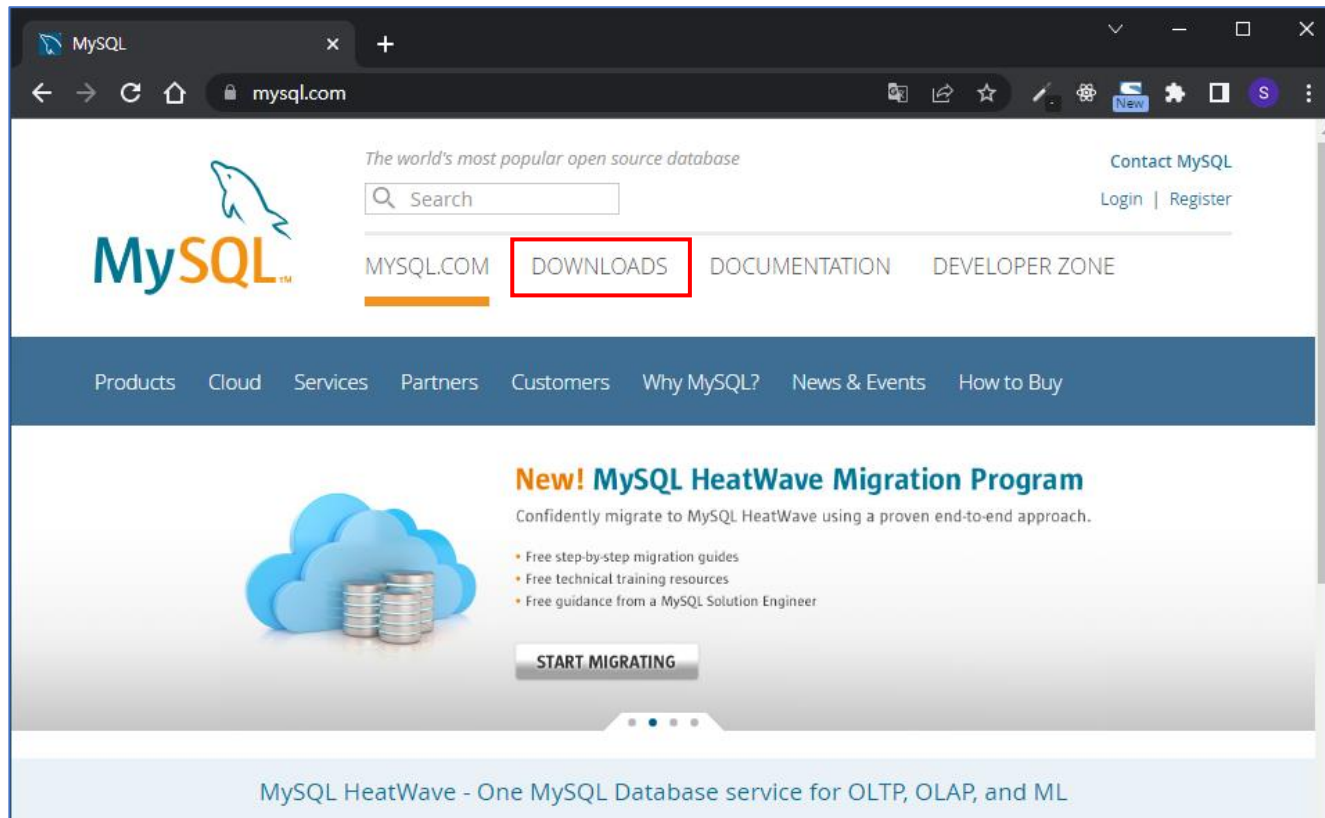 MySQL
mysql.com
New
S
The world's most popular open source database
Contact MySQL
Search
Login | Register
MySQL™
MYSQL.COM DOWNLOADS DOCUMENTATION DEVELOPER ZONE
Products Cloud Services Partners Customers Why MySQL? News & Events How to Buy
New! MySQL HeatWave Migration Program
Confidently migrate to MySQL HeatWave using a proven end-to-end approach.
• Free step-by-step migration guides
• Free technical training resources
• Free guidance from a MySQL Solution Engineer
START MIGRATING
MySQL HeatWave - One MySQL Database service for OLTP, OLAP, and ML